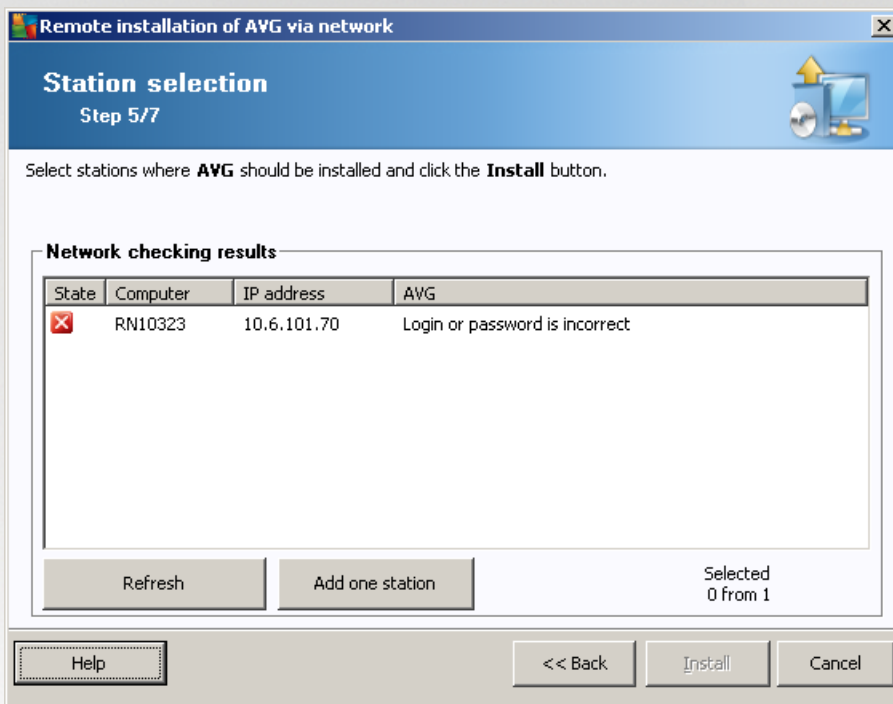 Remote installation of AVG via network
Station selection
Step 5/7
Select stations where AVG should be installed and click the Install button.
Network checking results
State Computer IP address AVG
RN10323 10.6.101.70 Login or password is incorrect
Refresh Add one station Selected
0 from 1
Help << Back Install Cancel